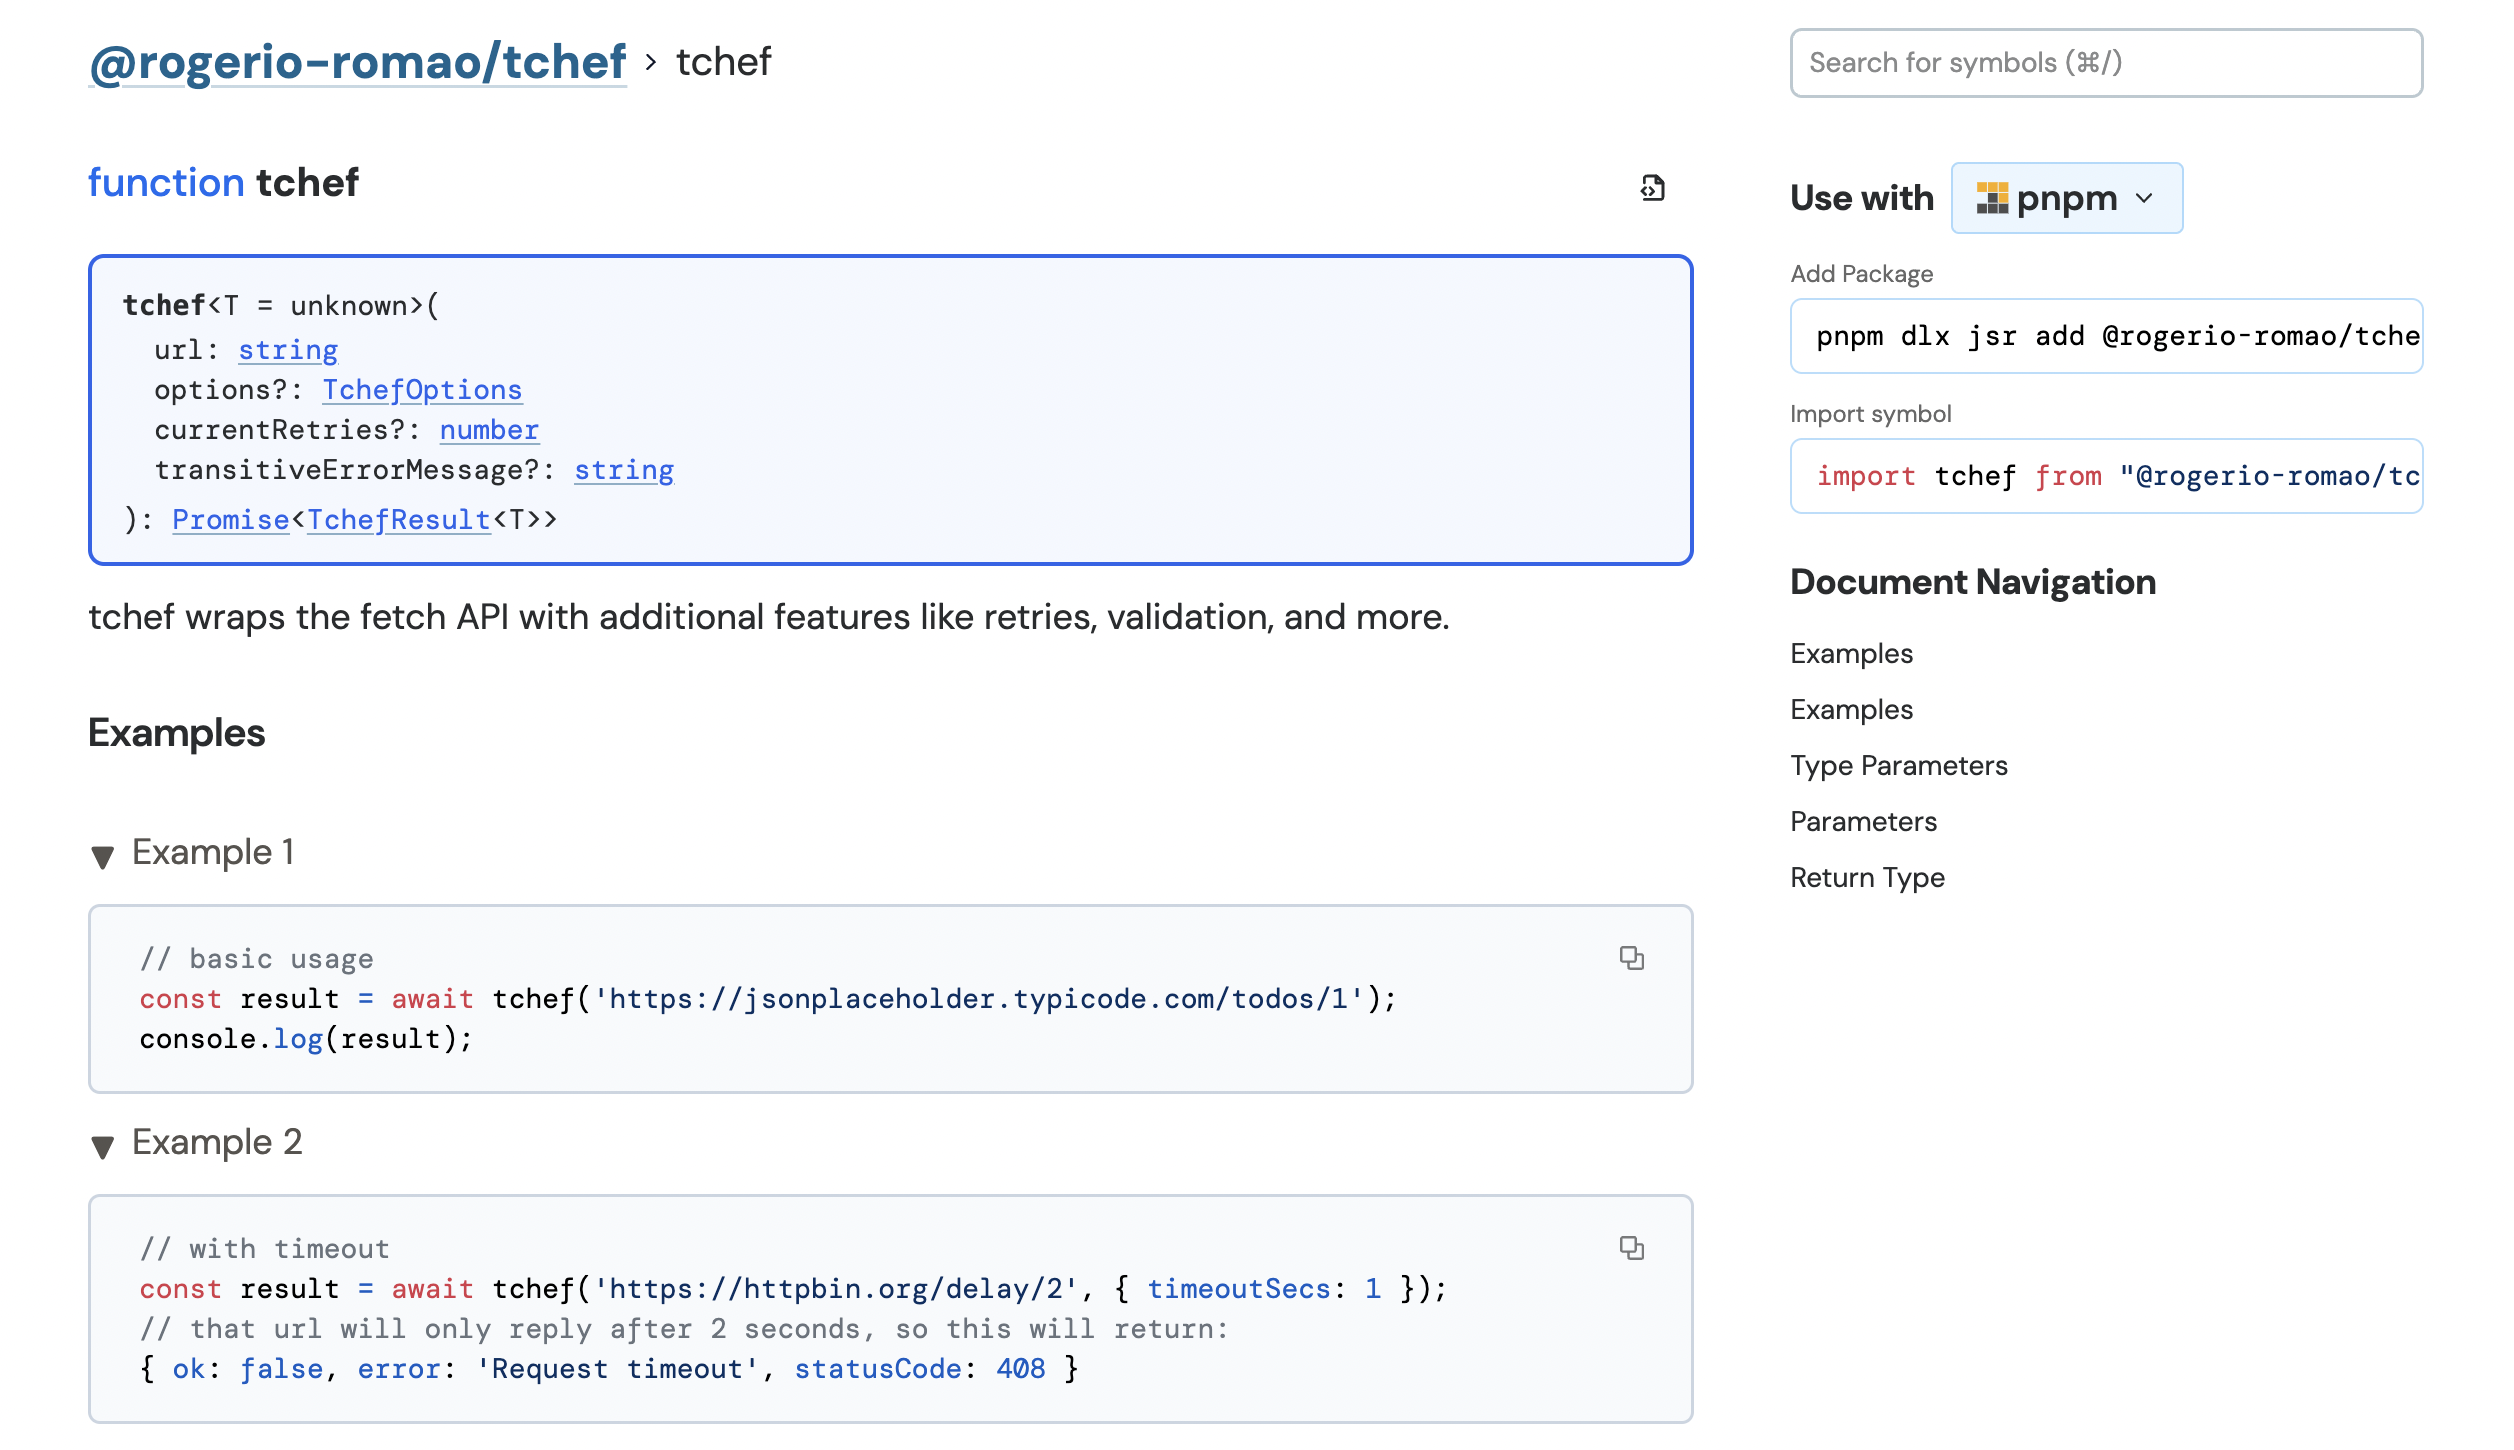 @rogerio-romao/tchef > tchef
Search for symbols (⌘/)
function tchef
tchef<T = unknown>(
url: string
options?: TchefOptions
currentRetries?: number
transitiveErrorMessage?: string
): Promise<TchefResult<T>>
tchef wraps the fetch API with additional features like retries, validation, and more.
Examples
Example 1
// basic usage
const result = await tchef('https://jsonplaceholder.typicode.com/todos/1');
console.log(result);
Example 2
// with timeout
const result = await tchef('https://httpbin.org/delay/2', { timeoutSecs: 1 });
// that url will only reply after 2 seconds, so this will return:
{ ok: false, error: 'Request timeout', statusCode: 408 }
Use with pnpm
Add Package
pnpm dlx jsr add @rogerio-romao/tche
Import symbol
import tchef from "@rogerio-romao/tc
Document Navigation
Examples
Examples
Type Parameters
Parameters
Return Type